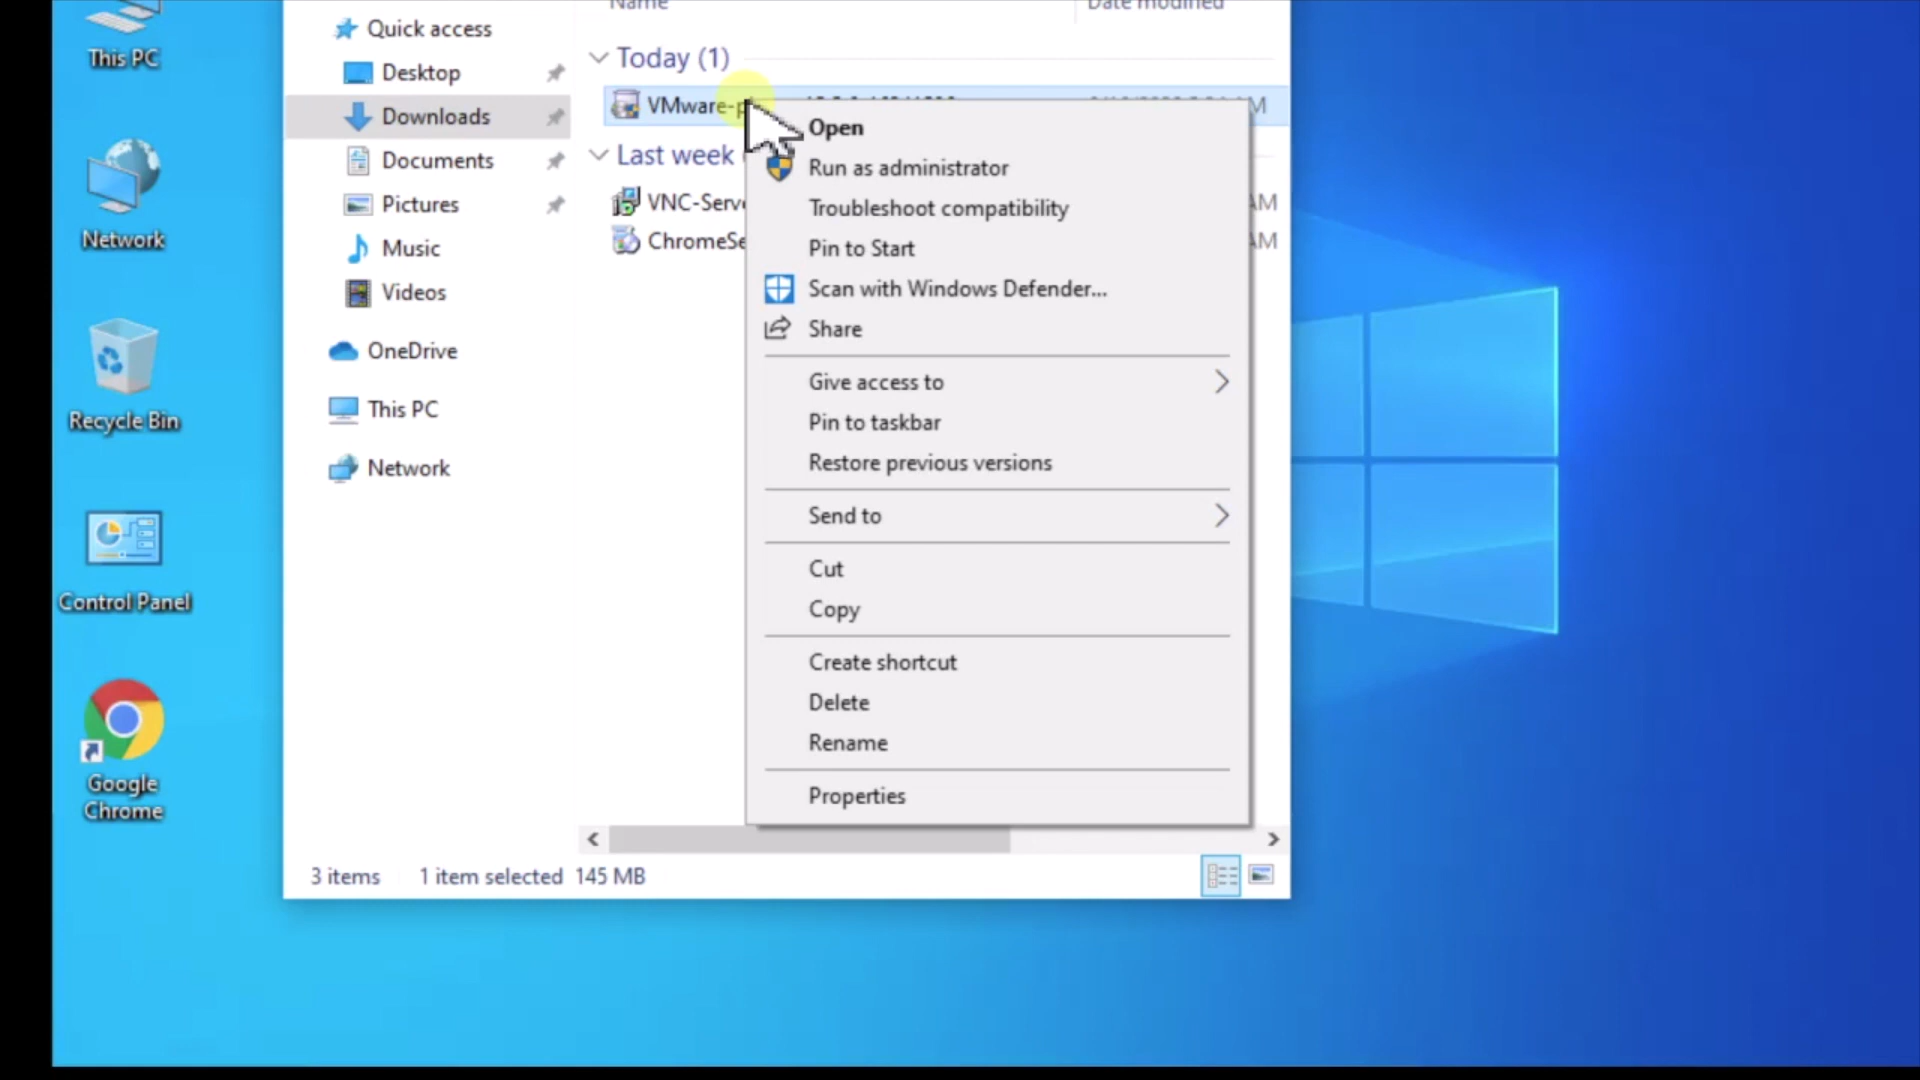 Name
Date modified
This PC
Quick access
Desktop
Downloads
Documents
Pictures
Music
Videos
OneDrive
This PC
Network
Network
Recycle Bin
Control Panel
Google
Chrome
Today (1)
VMware-p
Last week
VNC-Serve
ChromeSe
M
AM
AM
Open
Run as administrator
Troubleshoot compatibility
Pin to Start
Scan with Windows Defender...
Share
Give access to
Pin to taskbar
Restore previous versions
Send to
Cut
Copy
Create shortcut
Delete
Rename
Properties
3 items 1 item selected 145 MB